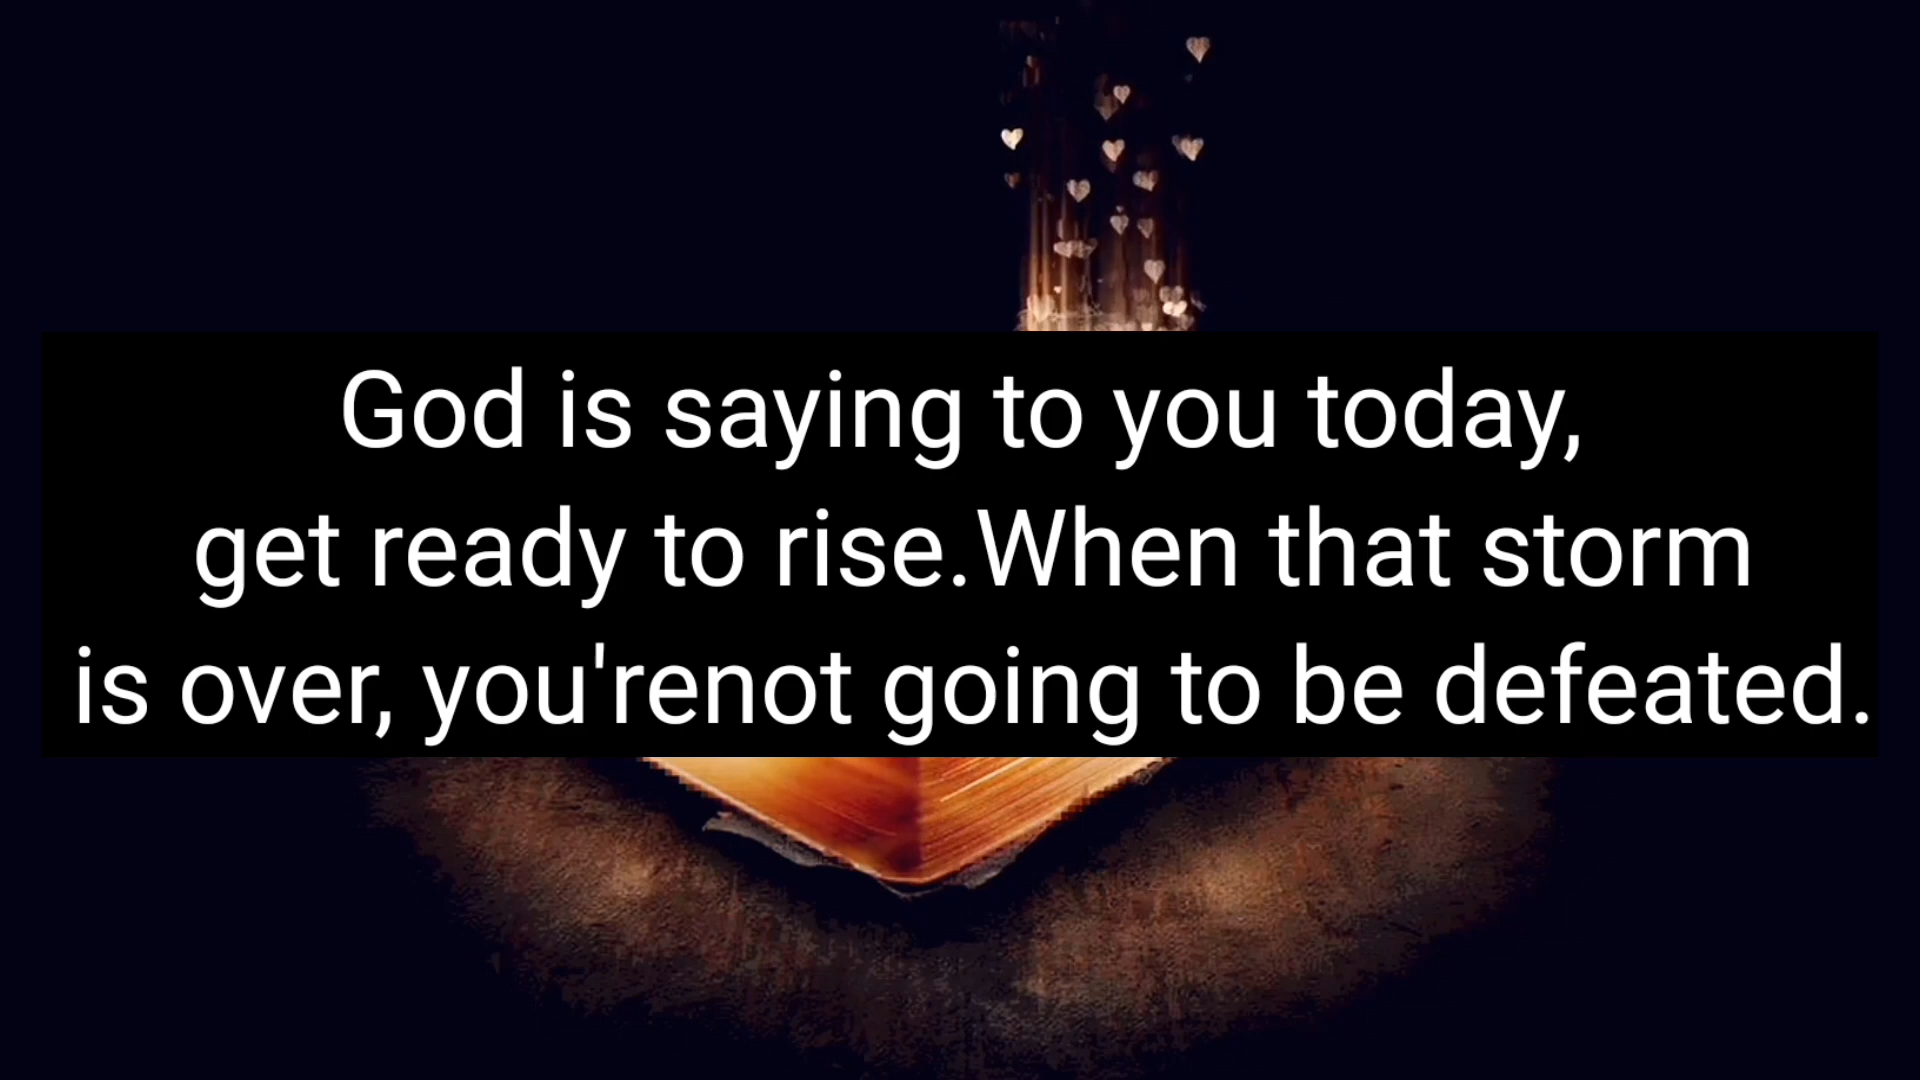 God is saying to you today,
get ready to rise.When that storm
is over, you'renot going to be defeated.